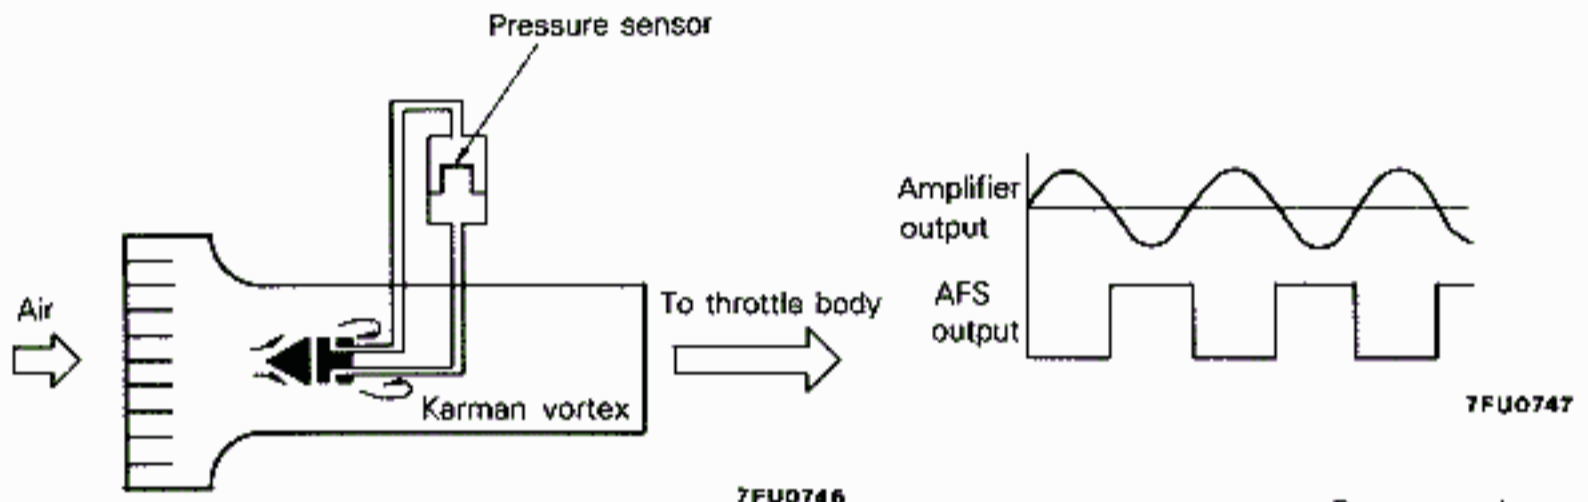 Pressure sensor
Air
To throttle body
Karman vortex
7FU0746
Amplifier
output
AFS
output
7FU0747